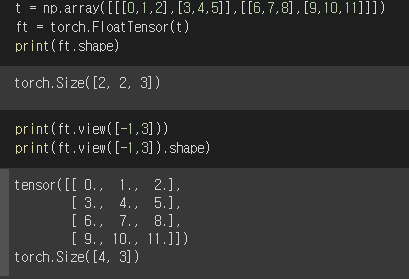 t = np.array([[[0,1,2],[3,4,5]],[[6,7,8],[9,10,11]]])
ft = torch.FloatTensor(t)
print(ft.shape)
torch.Size([2, 2, 3])
print(ft.view([-1,3]))
print(ft.view([-1,3]).shape)
tensor([[ 0., 1., 2.],
[ 3., 4., 5.],
[ 6., 7., 8.],
[ 9., 10., 11.]])
torch.Size([4, 3])